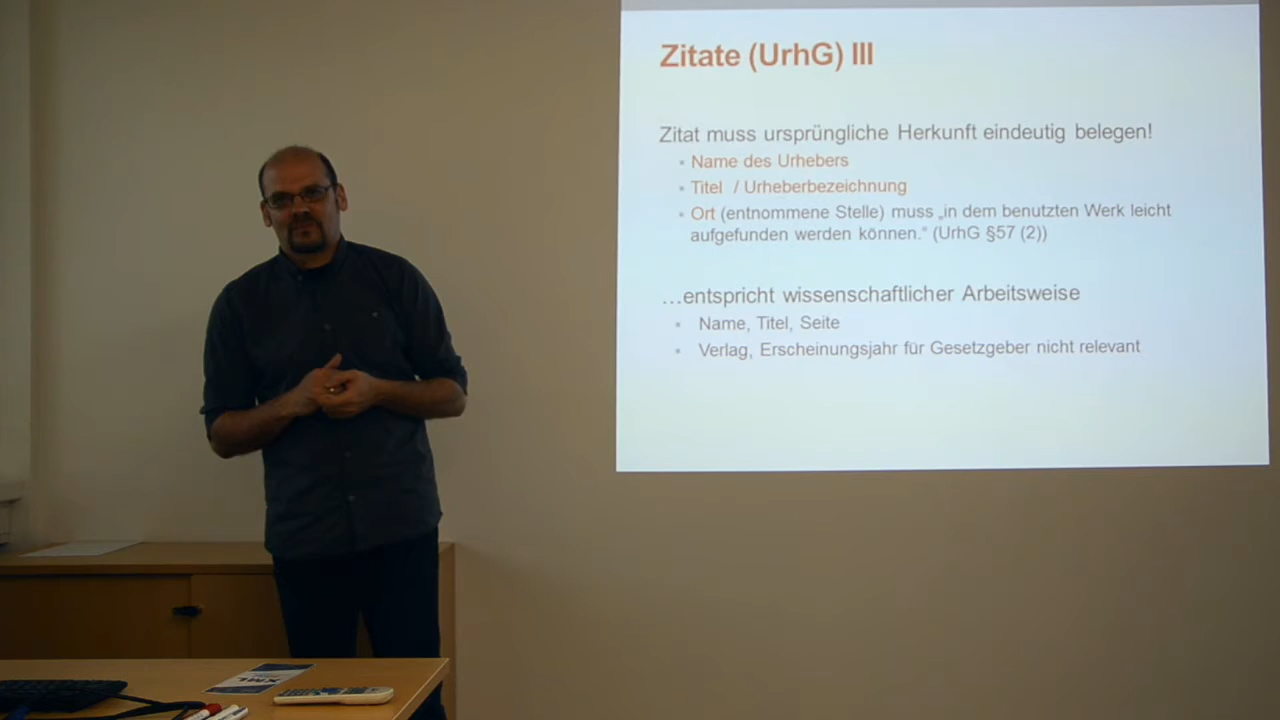 Zitate (UrhG) III
Zitat muss ursprüngliche Herkunft eindeutig belegen!
▪ Name des Urhebers
▪ Titel / Urheberbezeichnung
▪ Ort (entnommene Stelle) muss „in dem benutzten Werk leicht
aufgefunden werden können.“ (UrhG §57 (2))
…entspricht wissenschaftlicher Arbeitsweise
▪ Name, Titel, Seite
▪ Verlag, Erscheinungsjahr für Gesetzgeber nicht relevant
XML